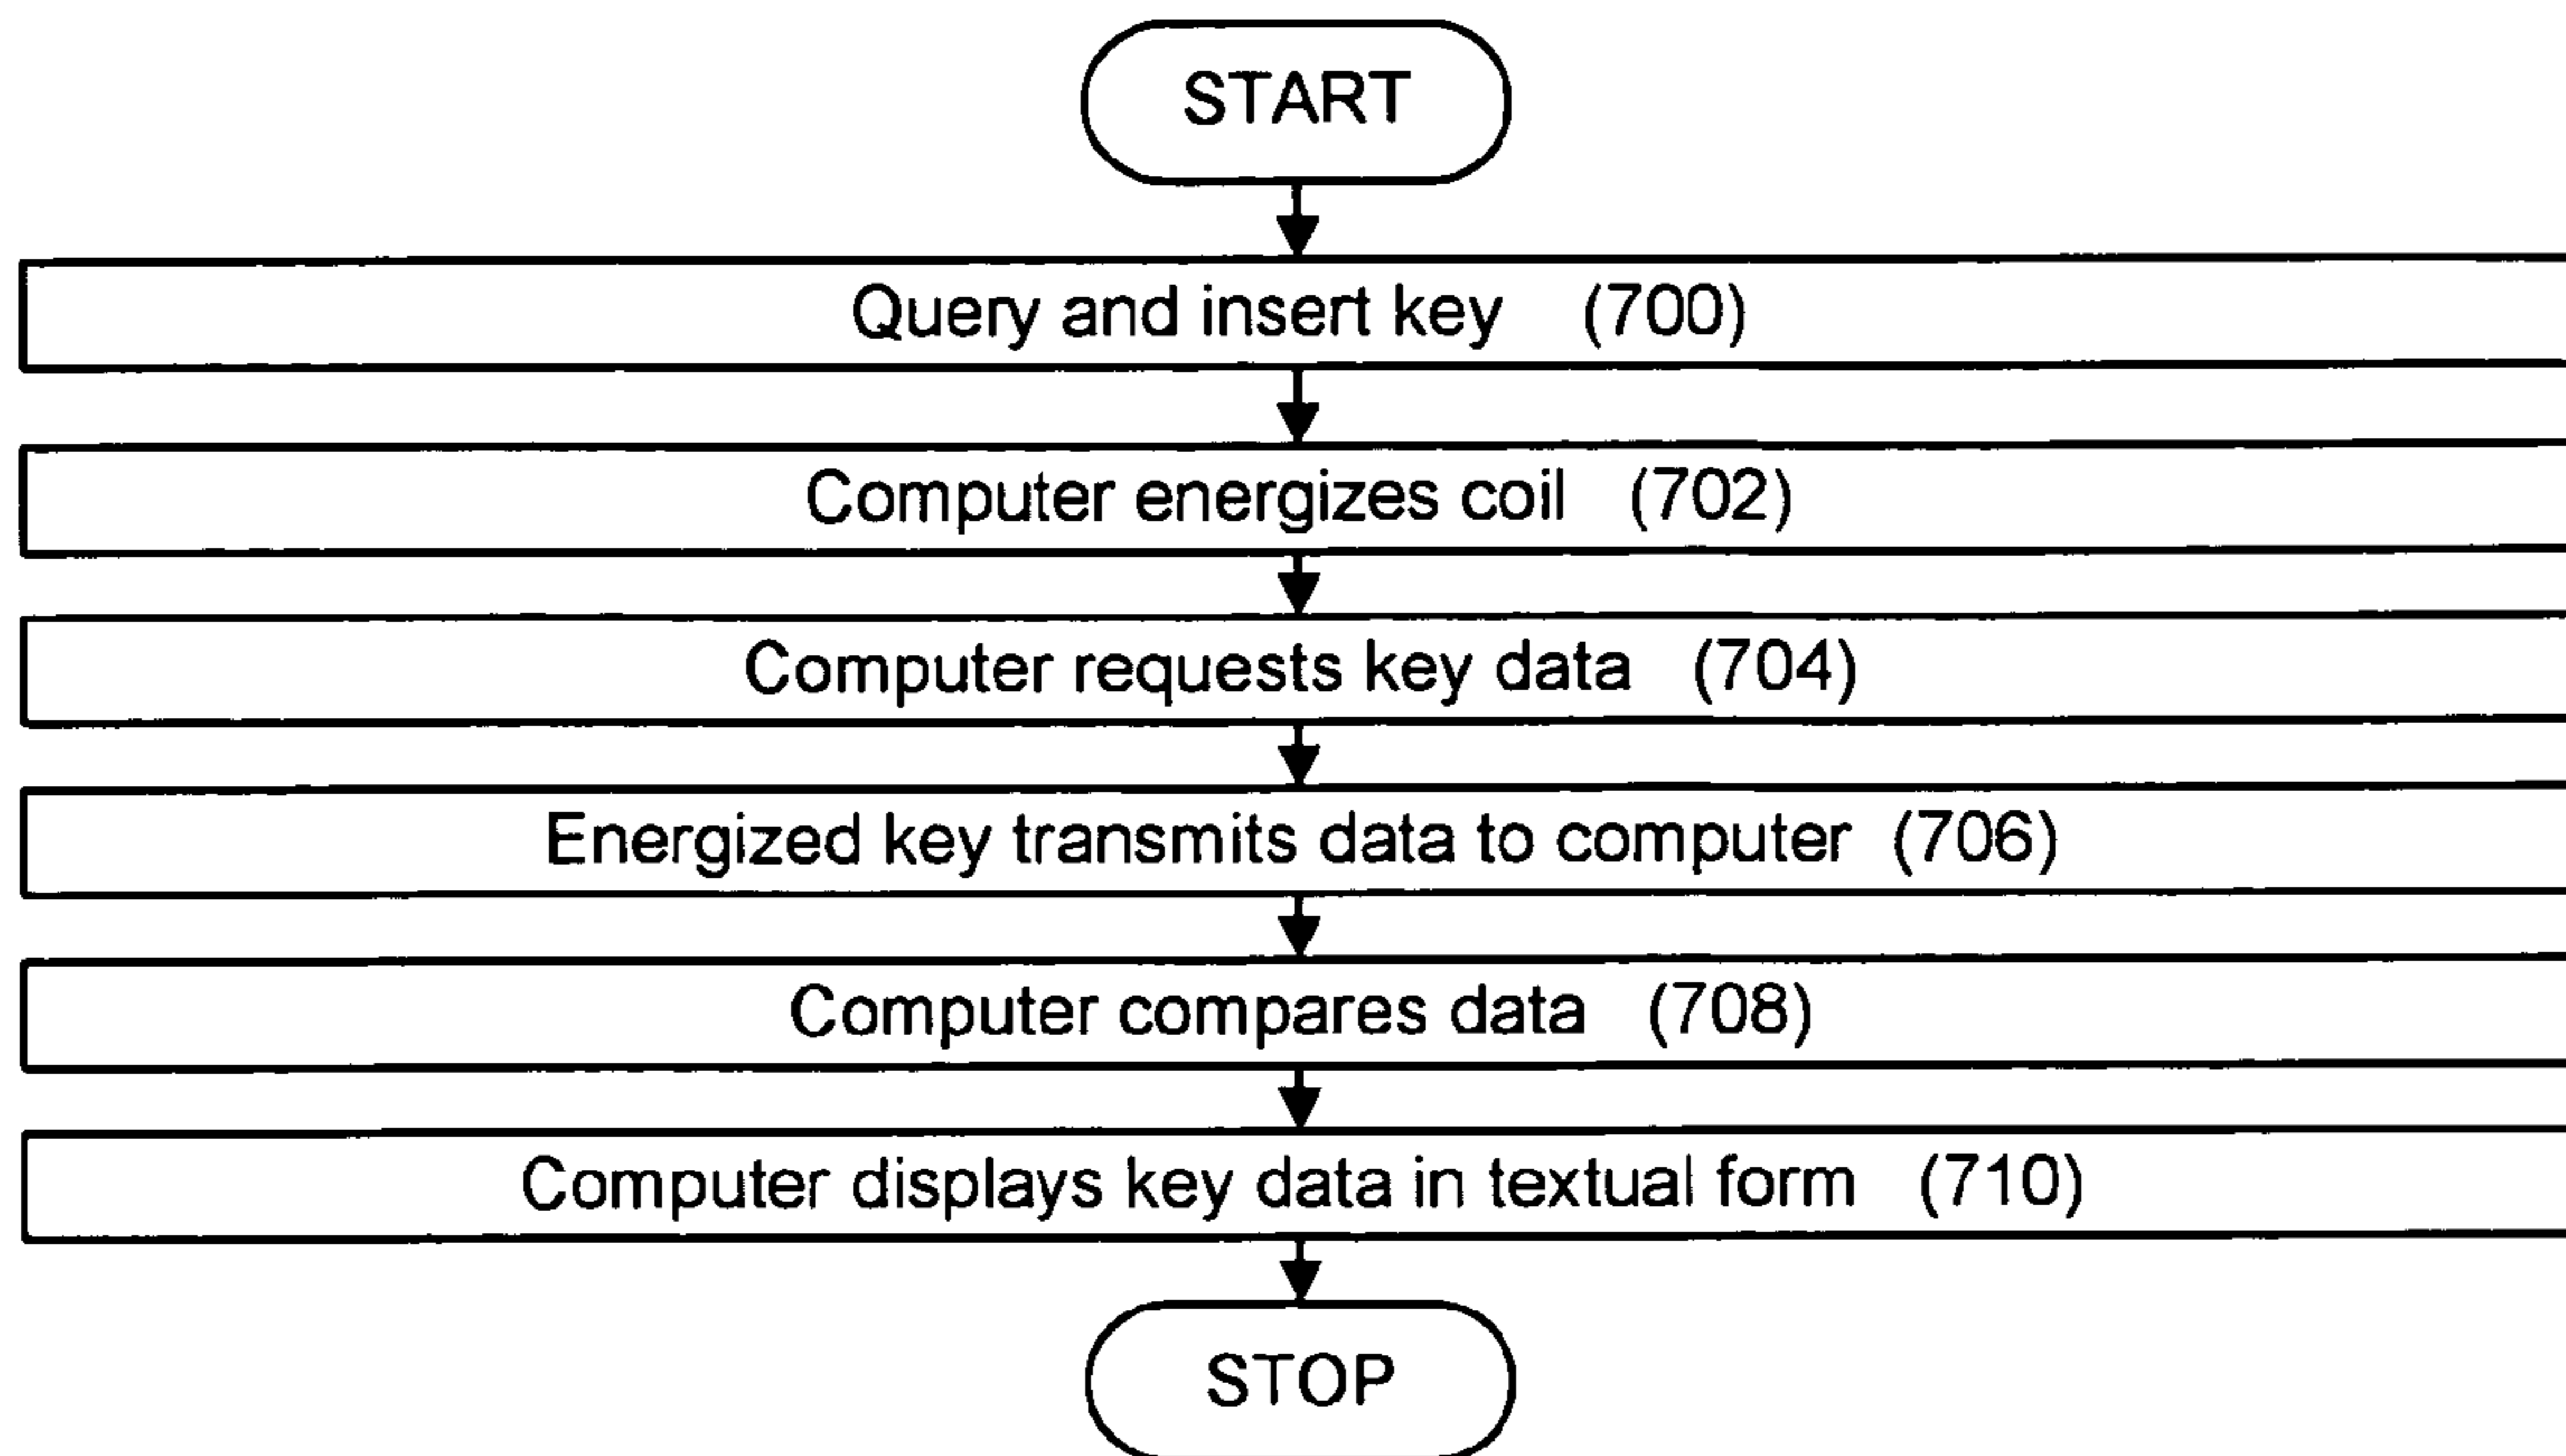 START
Query and insert key (700)
Computer energizes coil (702)
Computer requests key data (704)
Energized key transmits data to computer (706)
Computer compares data (708)
Computer displays key data in textual form (710)
STOP